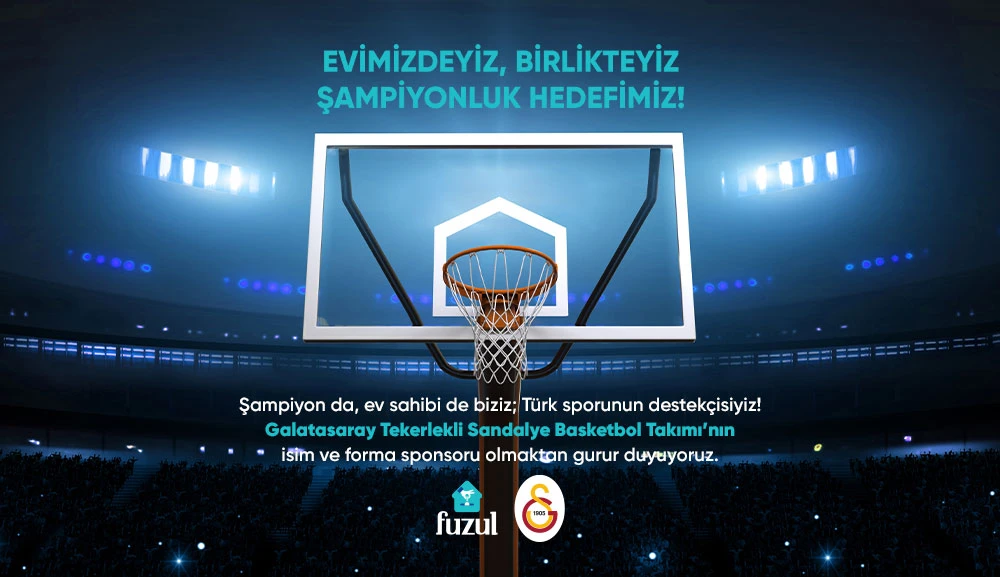 EVİMİZDEYİZ, BİRLİKTEYİZ
ŞAMPİYONLUK HEDEFİMİZ!
Şampiyon da, ev sahibi de biziz; Türk sporunun destekçisiyiz!
Galatasaray Tekerlekli Sandalye Basketbol Takımı’nın
isim ve forma sponsoru olmaktan gurur duyuyoruz.
fuzul
1905